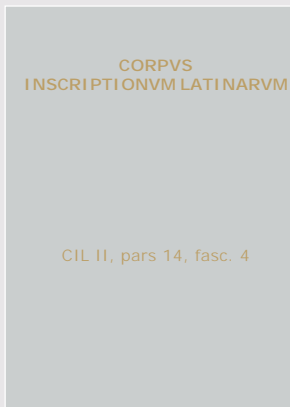 CORPVS
INSCRIPTIONVM LATINARVM
CIL II, pars 14, fasc. 4